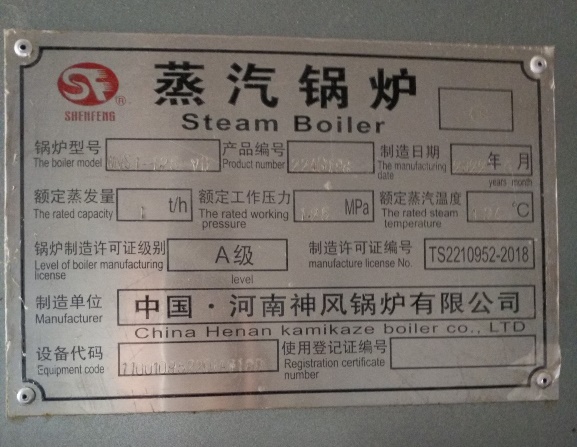 SF
®
SHENFENG
蒸汽锅炉
Steam Boiler
锅炉型号 产品编号 制造日期 年 月
The boiler model Product number The manufacturing date years month
额定蒸发量 t/h 额定工作压力 MPa 额定蒸汽温度 ℃
The rated capacity The rated working pressure The rated steam temperature
锅炉制造许可证级别 A级 制造许可证编号 TS2210952-2018
Level of boiler manufacturing license level manufacture license No.
制造单位 中国·河南神风锅炉有限公司
Manufacturer China Henan kamikaze boiler co., LTD
设备代码 使用登记证编号
Equipment code Registration certificate number